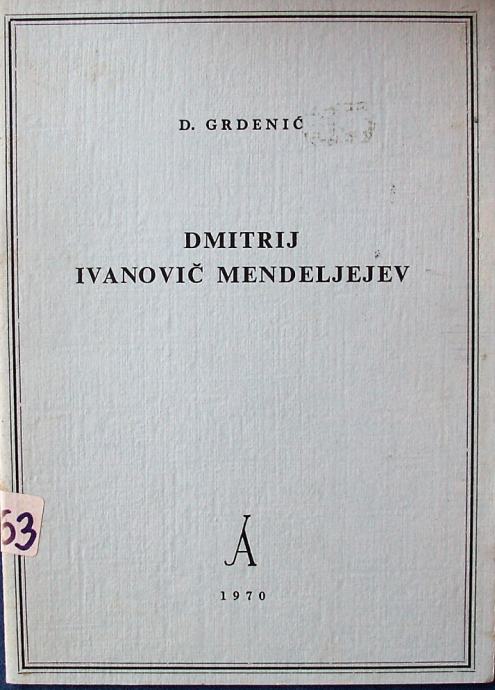 D. GRDENIĆ
DMITRIJ
IVANOVIČ MENDELJEJEV
1970